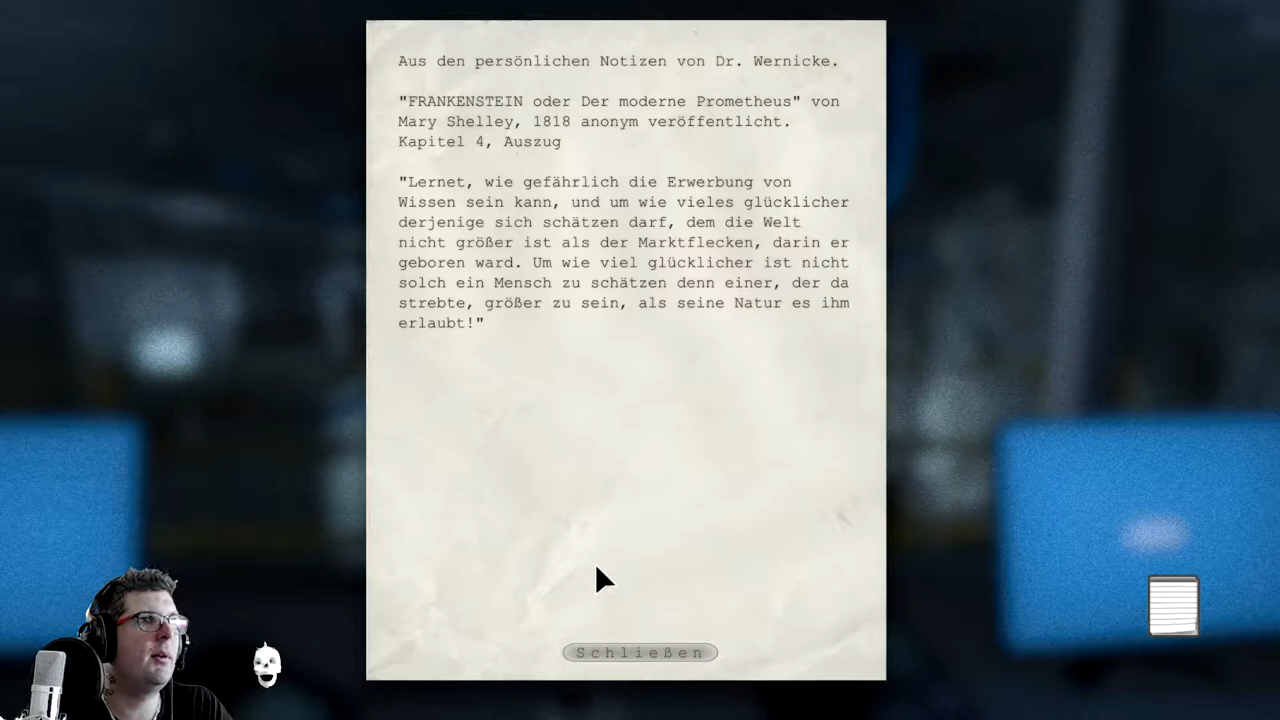 Aus den persönlichen Notizen von Dr. Wernicke.
"FRANKENSTEIN oder Der moderne Prometheus" von
Mary Shelley, 1818 anonym veröffentlicht.
Kapitel 4, Auszug
"Lernet, wie gefährlich die Erwerbung von
Wissen sein kann, und um wie vieles glücklicher
derjenige sich schätzen darf, dem die Welt
nicht größer ist als der Marktflecken, darin er
geboren ward. Um wie viel glücklicher ist nicht
solch ein Mensch zu schätzen denn einer, der da
strebte, größer zu sein, als seine Natur es ihm
erlaubt!"
Schließen